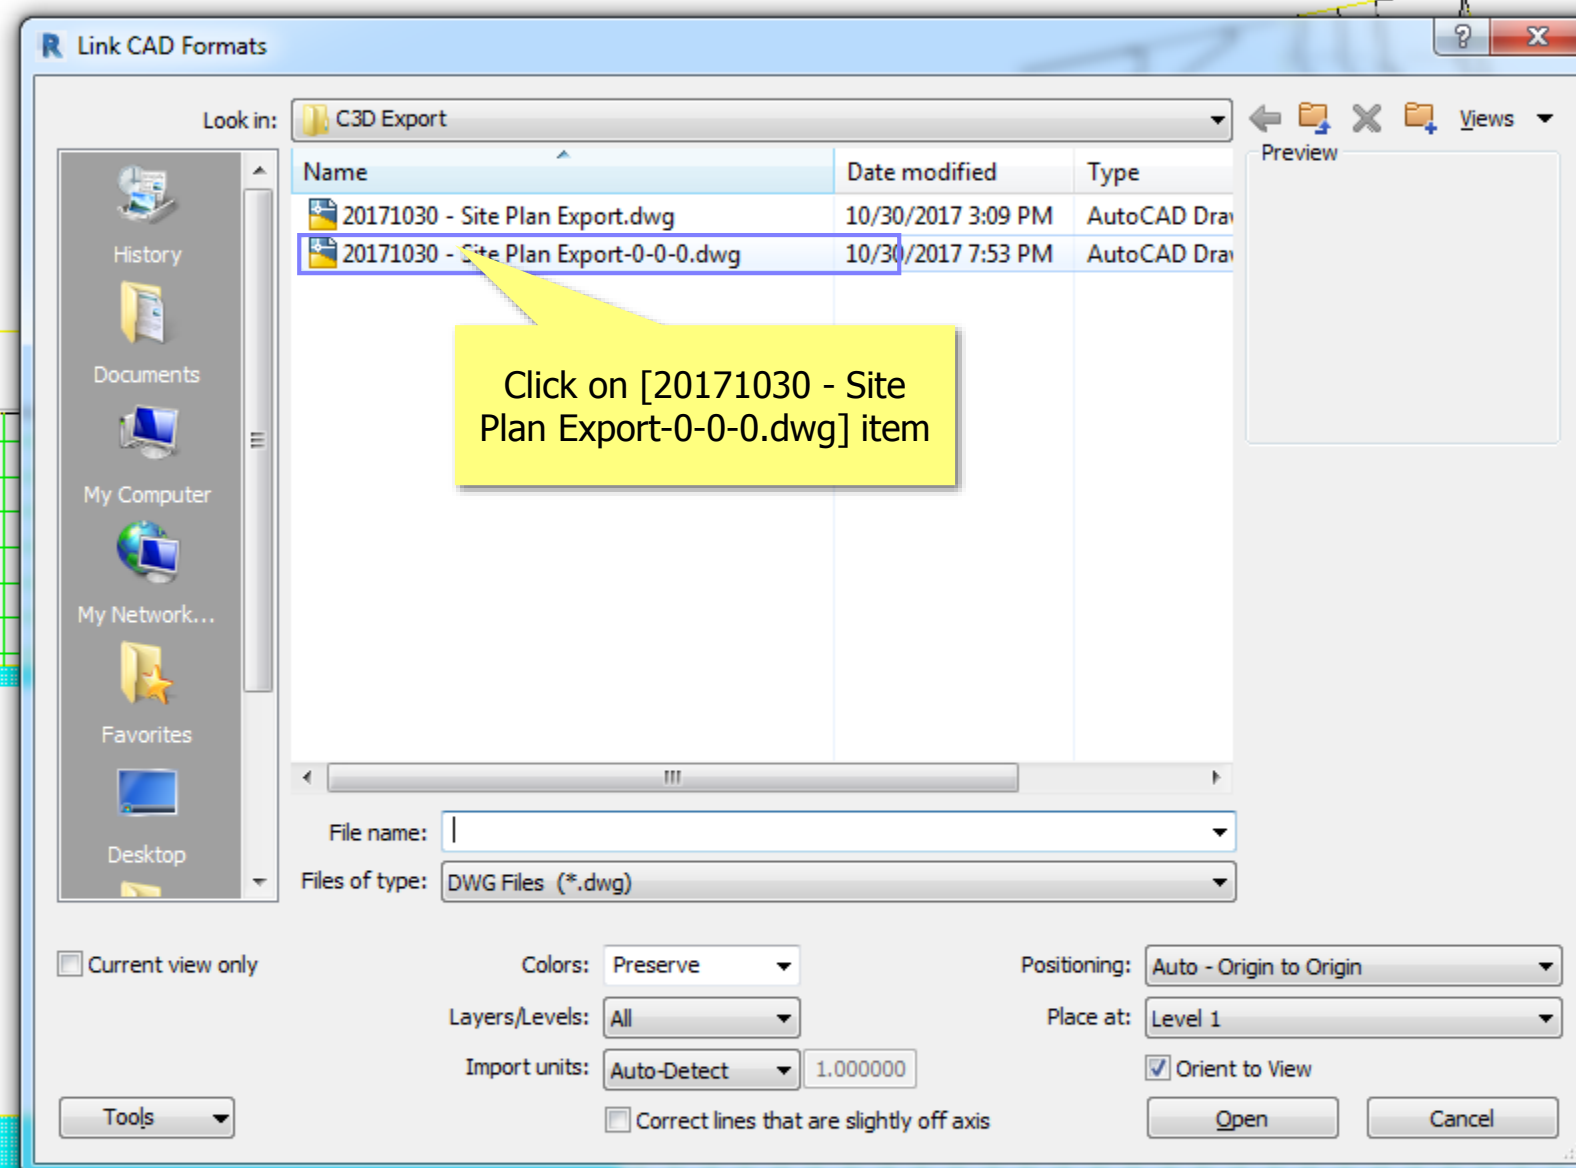 Link CAD Formats
Look in: C3D Export
Views
Preview
Name Date modified Type
20171030 - Site Plan Export.dwg 10/30/2017 3:09 PM AutoCAD Dra
20171030 - Site Plan Export-0-0-0.dwg 10/30/2017 7:53 PM AutoCAD Dra
Click on [20171030 - Site
Plan Export-0-0-0.dwg] item
History
Documents
My Computer
My Network...
Favorites
Desktop
File name:
Files of type: DWG Files (*.dwg)
Current view only
Colors: Preserve
Positioning: Auto - Origin to Origin
Layers/Levels: All
Place at: Level 1
Import units: Auto-Detect 1.000000
Orient to View
Correct lines that are slightly off axis
Tools
Open
Cancel